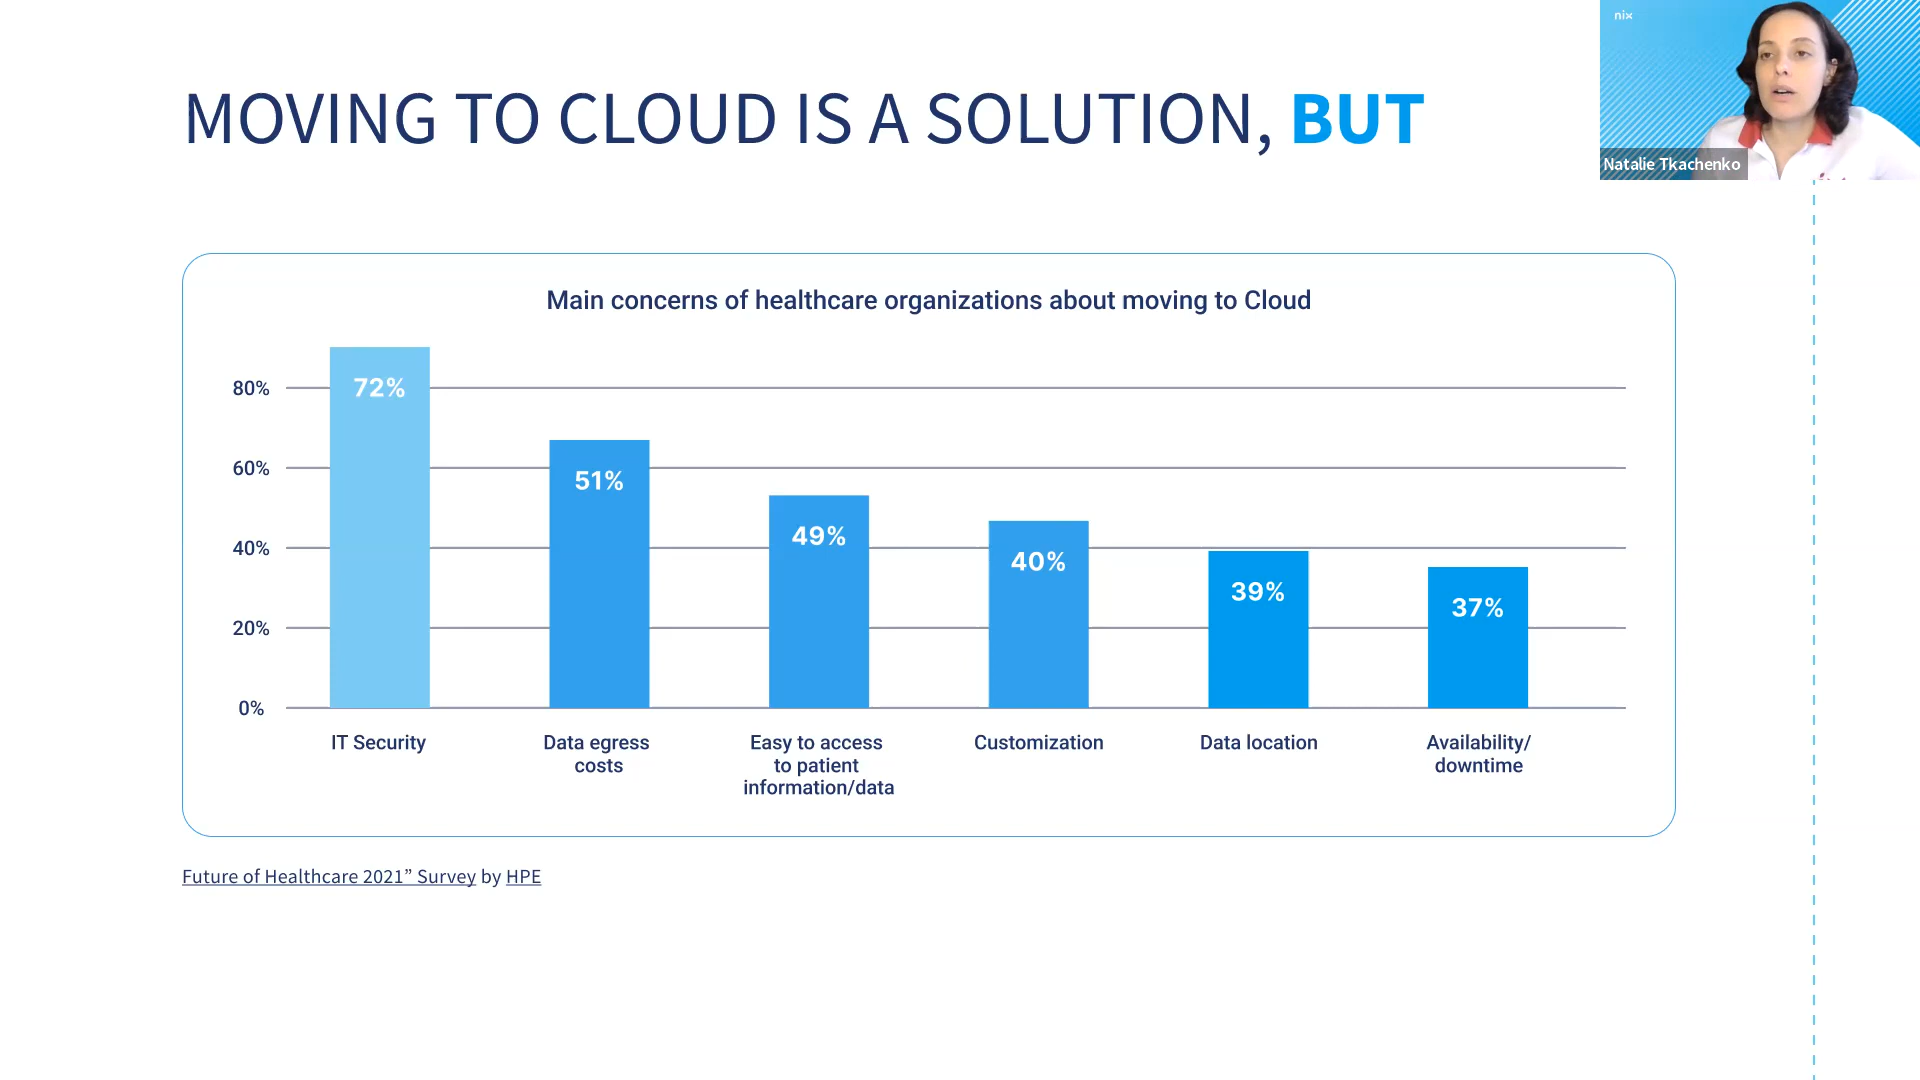 nix
MOVING TO CLOUD IS A SOLUTION, BUT
Natalie Tkachenko
Main concerns of healthcare organizations about moving to Cloud
80%
60%
40%
20%
0%
72%
51%
49%
40%
39%
37%
IT Security
Data egress
costs
Easy to access
to patient
information/data
Customization
Data location
Availability/
downtime
Future of Healthcare 2021” Survey by HPE